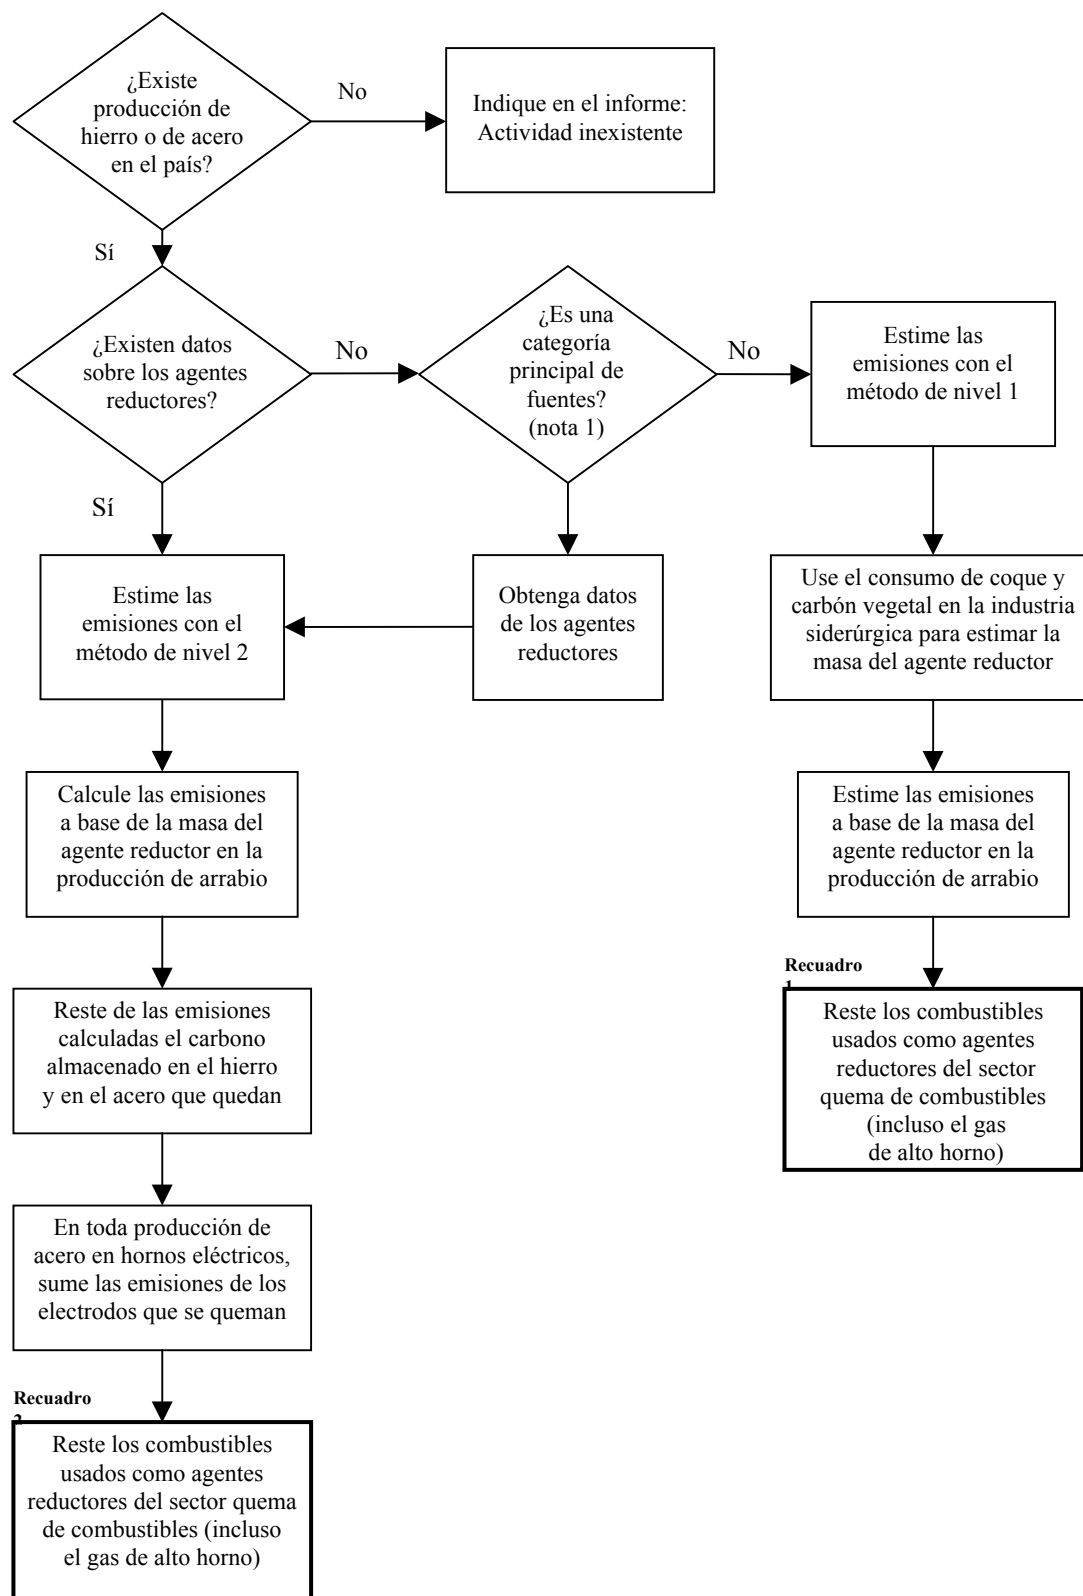 ¿Existe
producción de
hierro o de acero
en el país?
No
Indique en el informe:
Actividad inexistente
Sí
¿Existen datos
sobre los agentes
reductores?
No
¿Es una
categoría
principal de
fuentes?
(nota 1)
No
Estime las
emisiones con el
método de nivel 1
Sí
Estime las
emisiones con el
método de nivel 2
Obtenga datos
de los agentes
reductores
Use el consumo de coque y
carbón vegetal en la industria
siderúrgica para estimar la
masa del agente reductor
Calcule las emisiones
a base de la masa del
agente reductor en la
producción de arrabio
Estime las emisiones
a base de la masa del
agente reductor en la
producción de arrabio
Reste de las emisiones
calculadas el carbono
almacenado en el hierro
y en el acero que quedan
Recuadro
1
Reste los combustibles
usados como agentes
reductores del sector
quema de combustibles
(incluso el gas
de alto horno)
En toda producción de
acero en hornos eléctricos,
sume las emisiones de los
electrodos que se queman
Recuadro
2
Reste los combustibles
usados como agentes
reductores del sector quema
de combustibles (incluso
el gas de alto horno)